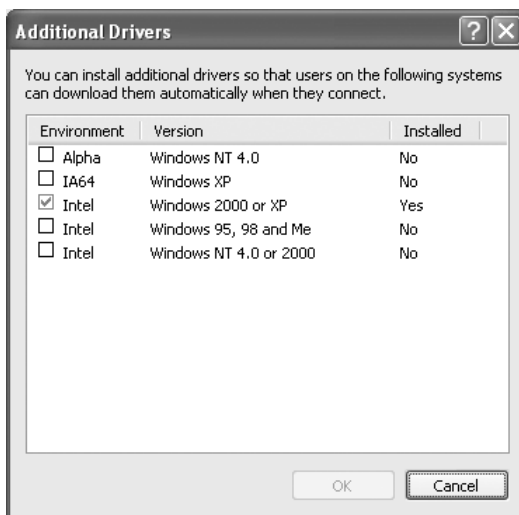 Additional Drivers
You can install additional drivers so that users on the following systems
can download them automatically when they connect.
Environment Version Installed
Alpha Windows NT 4.0 No
IA64 Windows XP No
Intel Windows 2000 or XP Yes
Intel Windows 95, 98 and Me No
Intel Windows NT 4.0 or 2000 No
OK Cancel